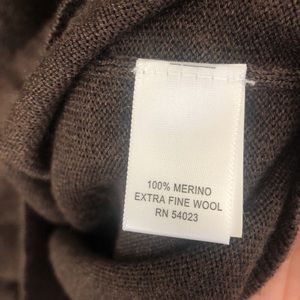 100% MERINO
EXTRA FINE WOOL
RN 54023